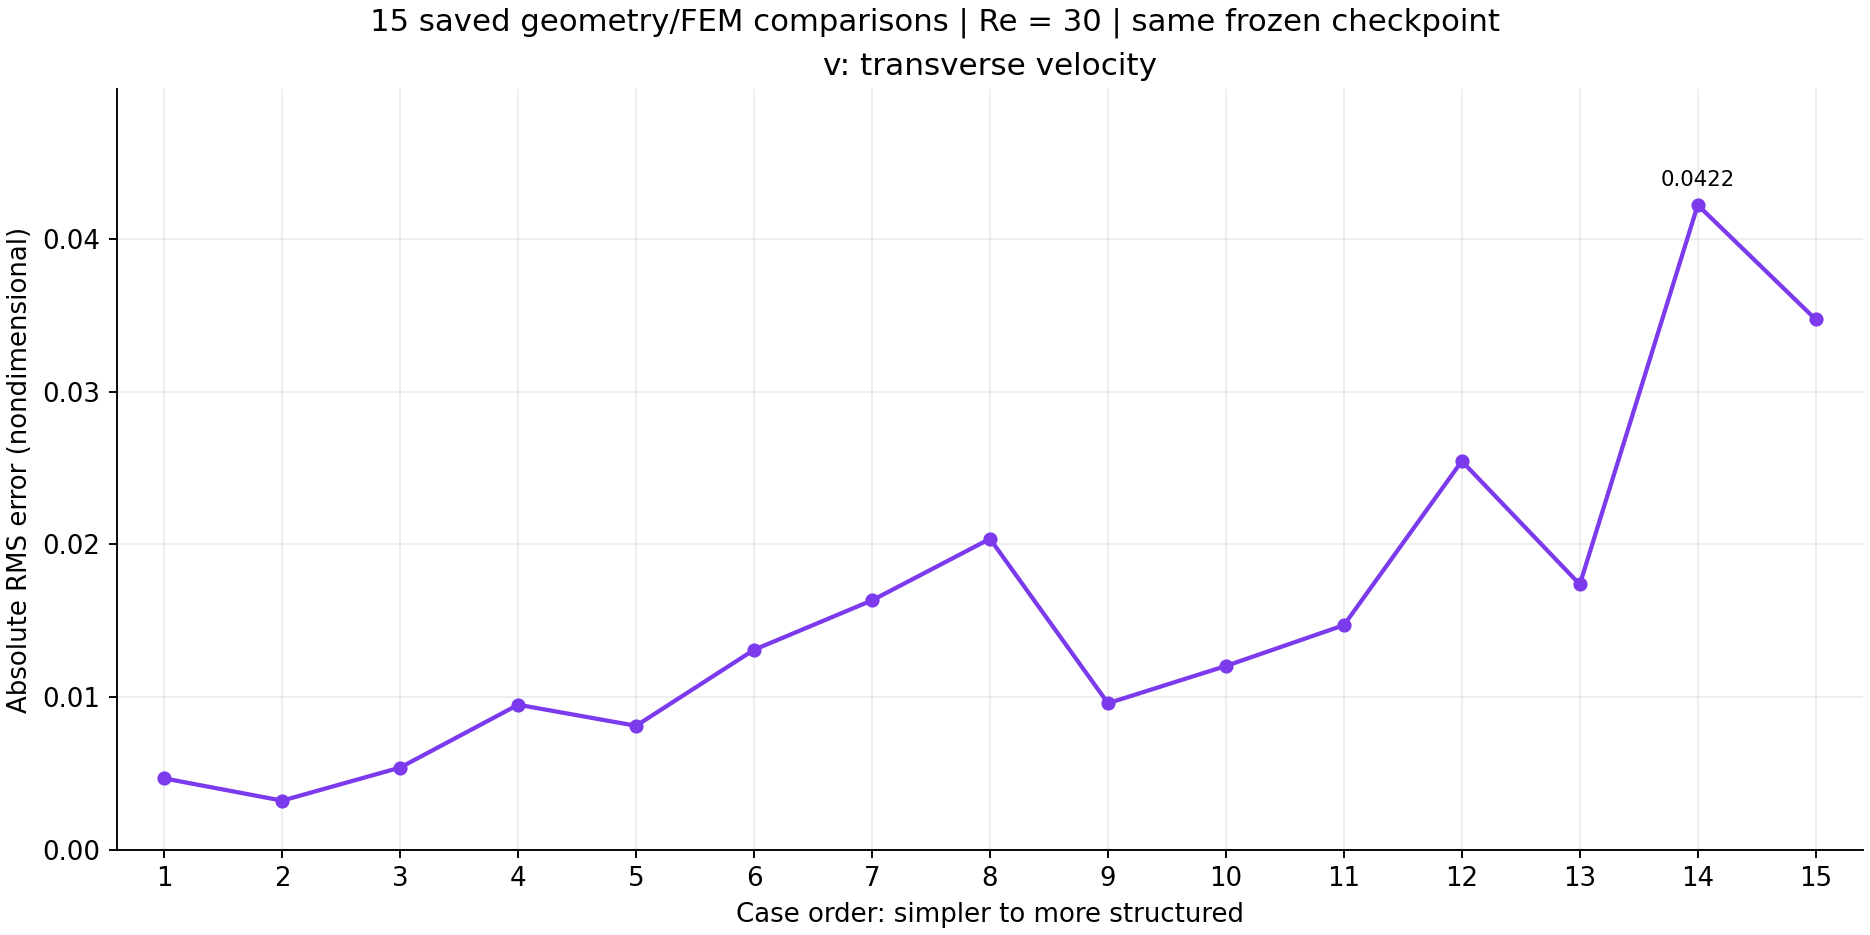 15 saved geometry/FEM comparisons | Re = 30 | same frozen checkpoint
v: transverse velocity
Absolute RMS error (nondimensional)
0.04
0.03
0.02
0.01
0.00
0.0422
1 2 3 4 5 6 7 8 9 10 11 12 13 14 15
Case order: simpler to more structured